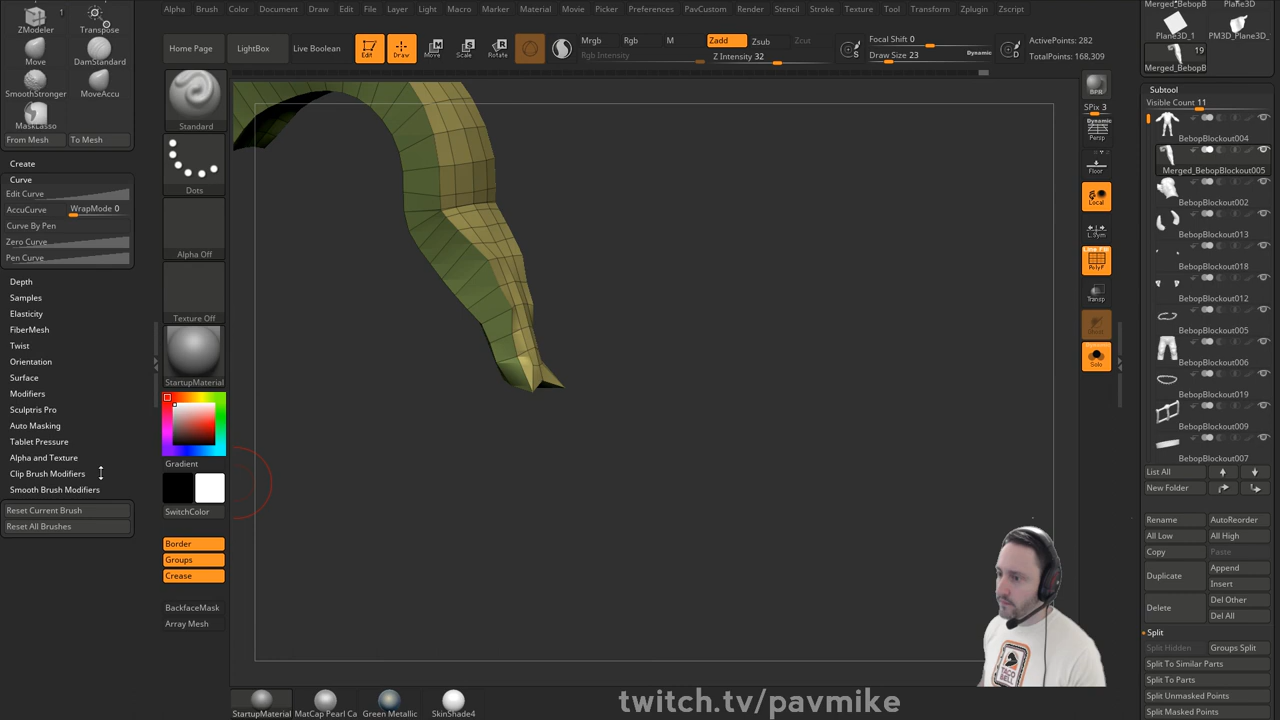 Alpha Brush Color Document Draw Edit File Layer Light Macro Marker Material Movie Picker Preferences PavCustom Render Stencil Stroke Texture Tool Transform Zplugin Zscript
ZModeler 1
Transpose
Move
DamStandard
SmoothStronger
MoveAccu
MaskLasso
From Mesh
To Mesh
Create
Curve
Edit Curve
AccuCurve
WrapMode 0
Curve By Pen
Zero Curve
Pen Curve
Depth
Samples
Elasticity
FiberMesh
Twist
Orientation
Surface
Modifiers
Sculptris Pro
Auto Masking
Tablet Pressure
Alpha and Texture
Clip Brush Modifiers
Smooth Brush Modifiers
Reset Current Brush
Reset All Brushes
Home Page
LightBox
Live Boolean
Edit
Draw
Move
Scale
Rotate
Mrgb
Rgb
M
Rgb Intensity
Zadd
Zsub
Zcut
Z Intensity 32
S
Focal Shift 0
Draw Size 23
Dynamic
D
ActivePoints: 282
TotalPoints: 168,309
Standard
Dots
Alpha Off
Texture Off
StartupMaterial
Gradient
SwitchColor
Border
Groups
Crease
BackfaceMask
Array Mesh
BPR
SPix 3
Dynamic
Persp
Floor
Local
L.Sym
Line Fill
PolyF
Transp
Ghost
Dynamic
Solo
Merged_BebopB
Plane3D
Plane3D_1
PM3D_Plane3D_
19
Merged_BebopB
Subtool
Visible Count 11
BebopBlockout004
Merged_BebopBlockout005
BebopBlockout002
BebopBlockout013
BebopBlockout018
BebopBlockout012
BebopBlockout005
BebopBlockout006
BebopBlockout019
BebopBlockout009
BebopBlockout007
List All
New Folder
Rename
AutoReorder
All Low
All High
Copy
Paste
Duplicate
Append
Insert
Delete
Del Other
Del All
Split
Split Hidden
Groups Split
Split To Similar Parts
Split To Parts
Split Unmasked Points
Split Masked Points
StartupMaterial
MatCap Pearl Ca
Green Metallic
SkinShade4
twitch.tv/pavmike
TACO
BELL